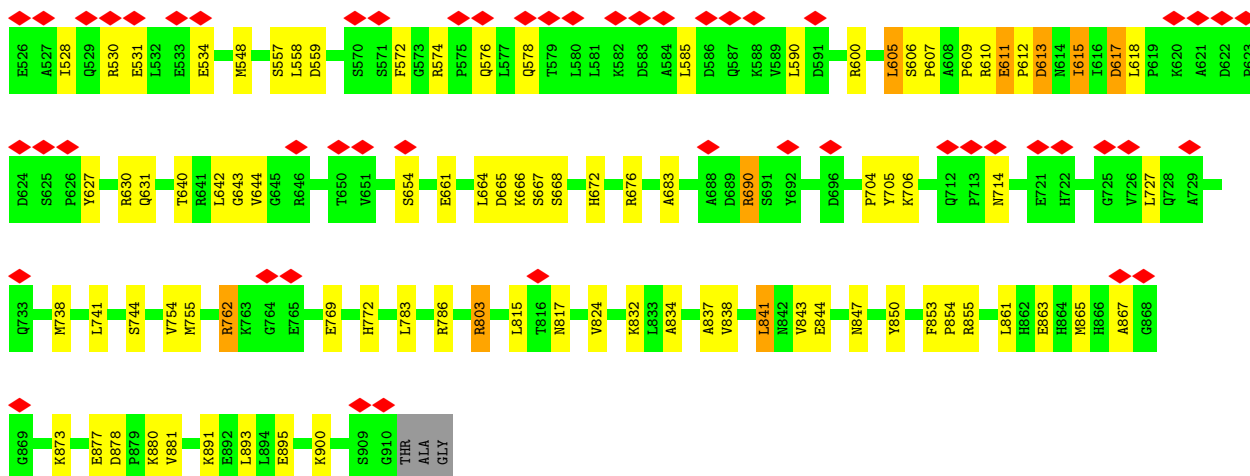 E526 A527 I528 Q529 R530 E531 L532 E533 E534 M548 S557 L558 D559 S570 S571 F572 G573 R574 P575 Q576 L577 Q578 T579 L580 L581 K582 D583 A584 L585 D586 Q587 K588 V589 L590 D591 R600 L605 S606 P607 A608 P609 R610 E611 P612 D613 N614 I615 I616 D617 L618 P619 K620 A621 D622 P623
D624 S625 P626 Y627 R630 Q631 T640 R641 L642 G643 V644 G645 R646 T650 V651 S654 E661 L664 D665 K666 S667 S668 H672 R676 A683 A688 D689 R690 S691 Y692 D696 P704 Y705 K706 Q712 P713 N714 E721 H722 G725 V726 L727 Q728 A729
Q733 M738 L741 S744 V754 M755 R762 K763 G764 E765 E769 H772 L783 R786 R803 L815 T816 N817 V824 K832 L833 A834 A837 V838 L841 N842 V843 E844 N847 Y850 F853 P854 R855 L861 H862 E863 H864 M865 H866 A867 G868
G869 K873 E877 D878 P879 K880 V881 K891 E892 L893 L894 E895 K900 S909 G910 THR ALA GLY